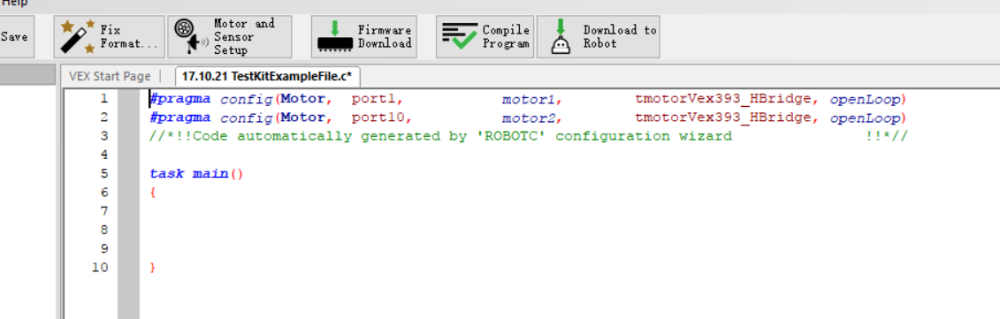 Help
Save
Fix Format...
Motor and Sensor Setup
Firmware Download
Compile Program
Download to Robot
VEX Start Page
17.10.21 TestKitExampleFile.c*
1 #pragma config(Motor, port1, motor1, tmotorVex393_HBridge, openLoop)
2 #pragma config(Motor, port10, motor2, tmotorVex393_HBridge, openLoop)
3 //*!!Code automatically generated by 'ROBOTC' configuration wizard !!*//
4
5 task main()
6 {
7
8
9
10 }